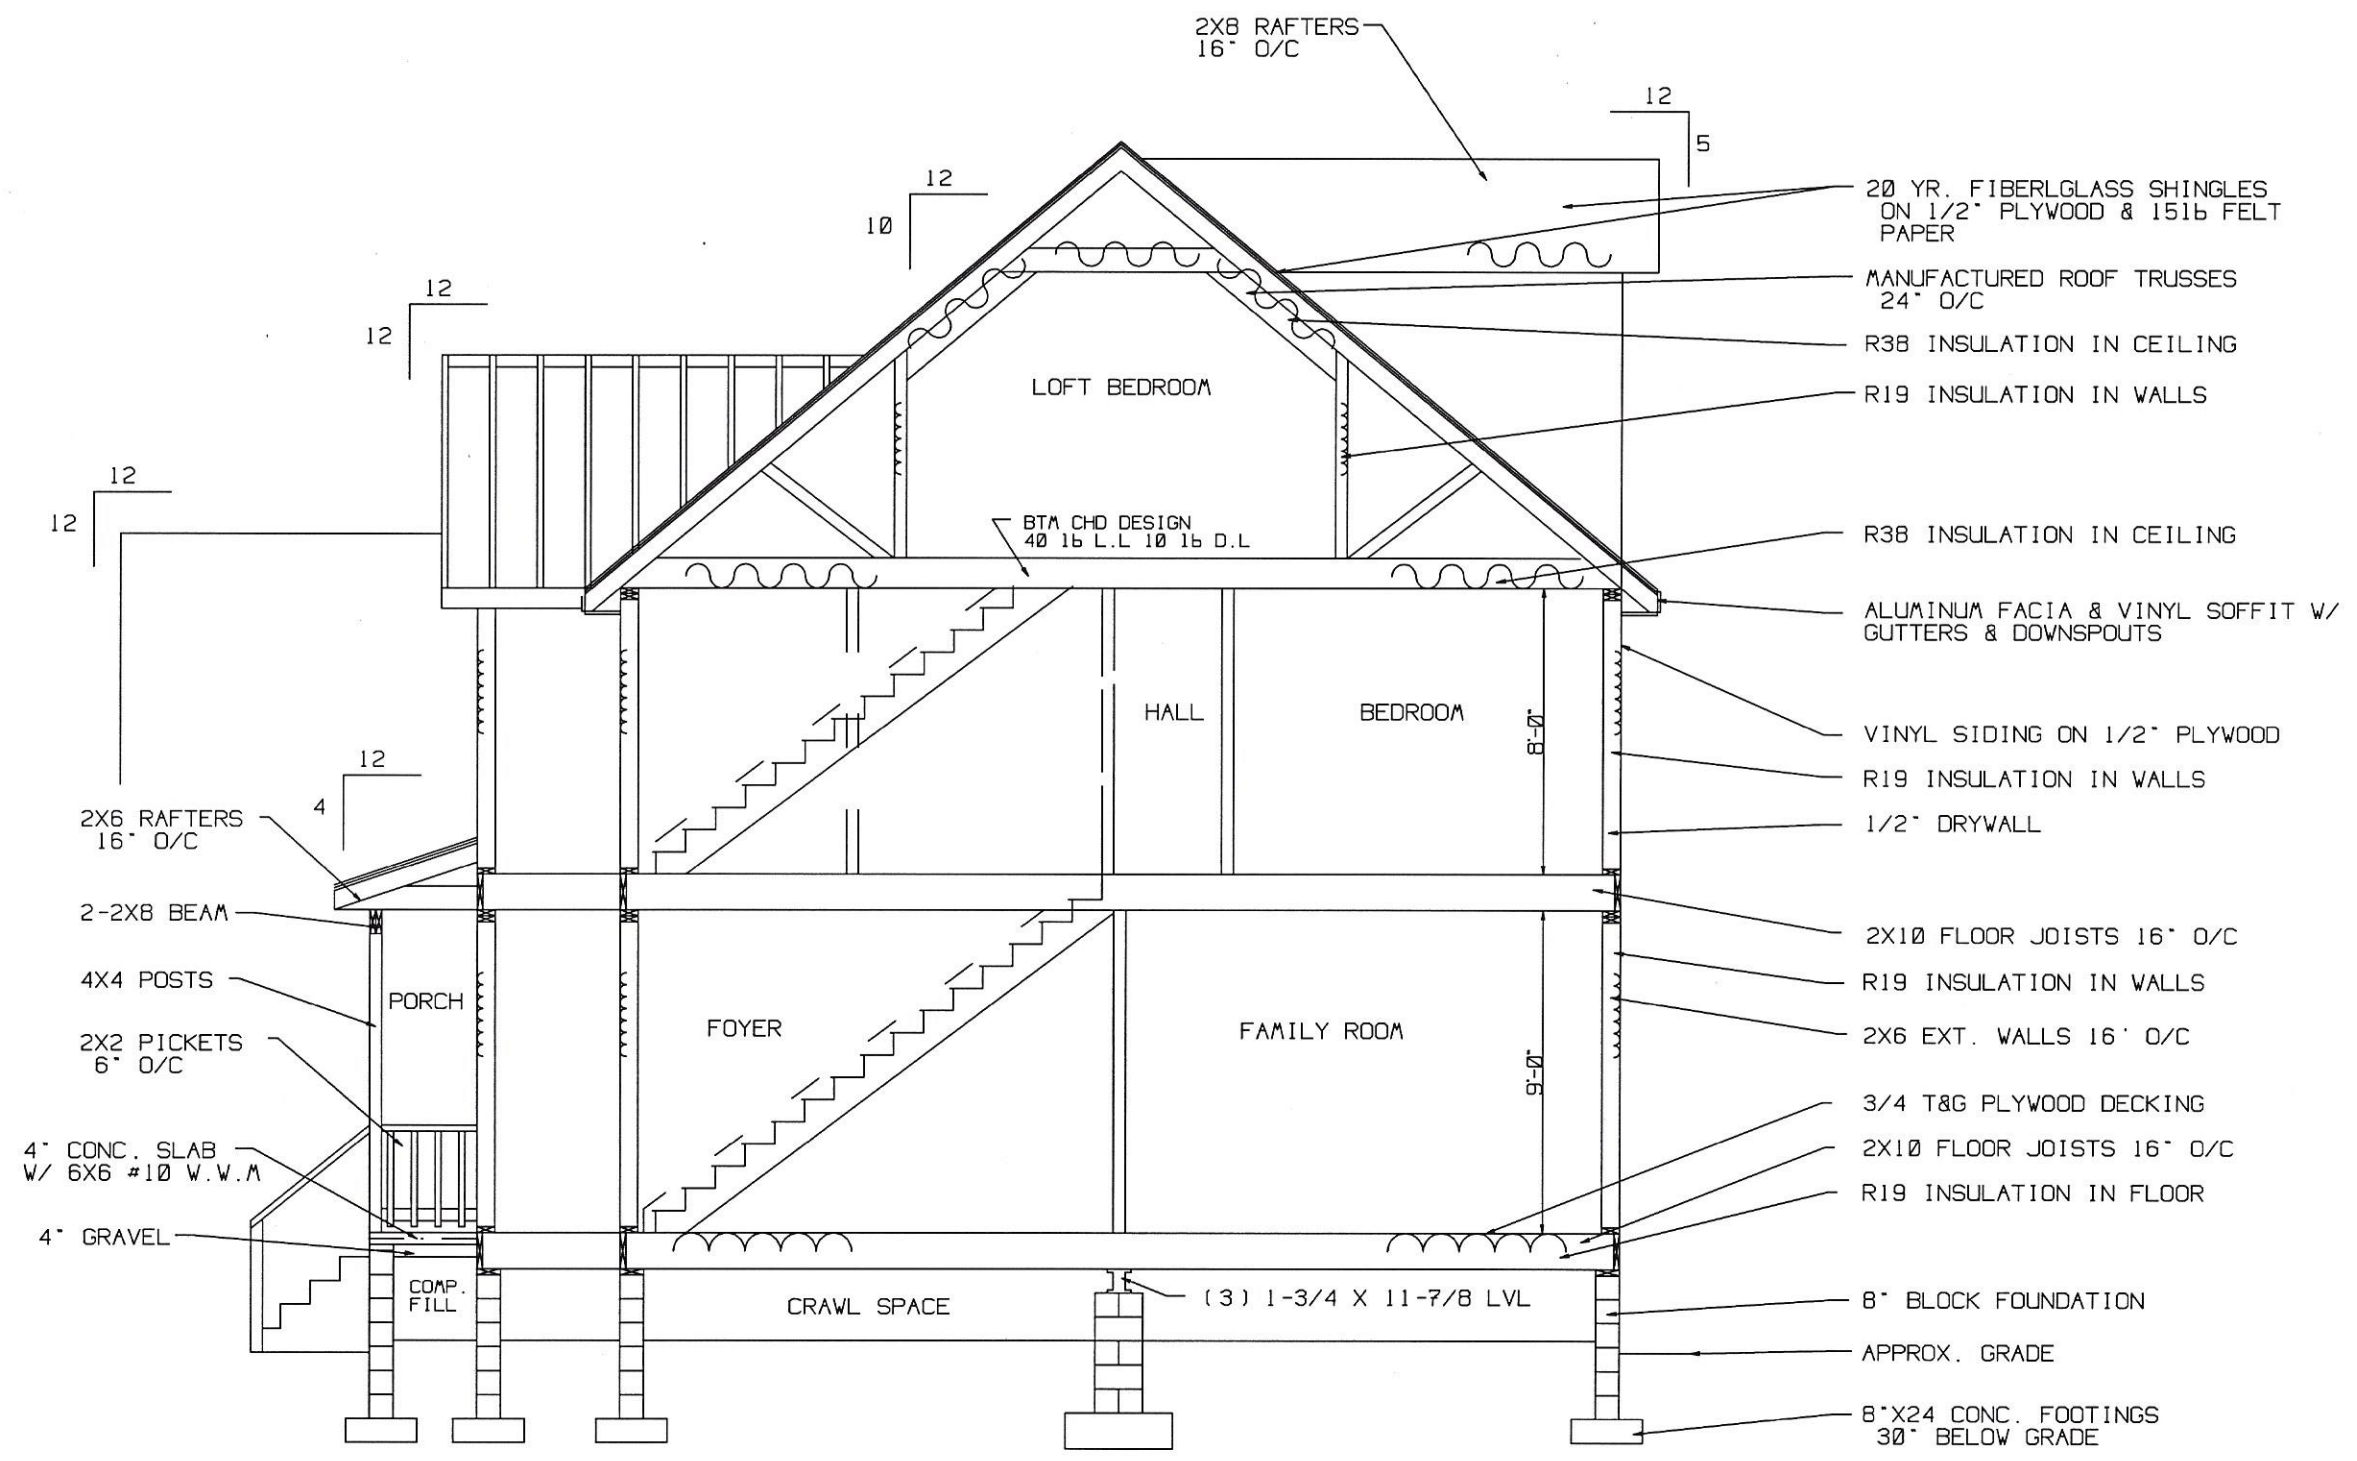 2X8 RAFTERS
16" O/C
12
5
12
10
12
12
12
12
12
4
20 YR. FIBERLGLASS SHINGLES
ON 1/2" PLYWOOD & 15lb FELT
PAPER
MANUFACTURED ROOF TRUSSES
24" O/C
R38 INSULATION IN CEILING
R19 INSULATION IN WALLS
R38 INSULATION IN CEILING
ALUMINUM FACIA & VINYL SOFFIT W/
GUTTERS & DOWNSPOUTS
VINYL SIDING ON 1/2" PLYWOOD
R19 INSULATION IN WALLS
1/2" DRYWALL
2X10 FLOOR JOISTS 16" O/C
R19 INSULATION IN WALLS
2X6 EXT. WALLS 16' O/C
3/4 T&G PLYWOOD DECKING
2X10 FLOOR JOISTS 16" O/C
R19 INSULATION IN FLOOR
8" BLOCK FOUNDATION
APPROX. GRADE
8"X24 CONC. FOOTINGS
30" BELOW GRADE
LOFT BEDROOM
BTM CHD DESIGN
40 lb L.L 10 lb D.L
HALL
BEDROOM
8'-0"
PORCH
FOYER
FAMILY ROOM
9'-0"
COMP.
FILL
CRAWL SPACE
(3) 1-3/4 X 11-7/8 LVL
2X6 RAFTERS
16" O/C
2-2X8 BEAM
4X4 POSTS
2X2 PICKETS
6" O/C
4" CONC. SLAB
W/ 6X6 #10 W.W.M
4" GRAVEL